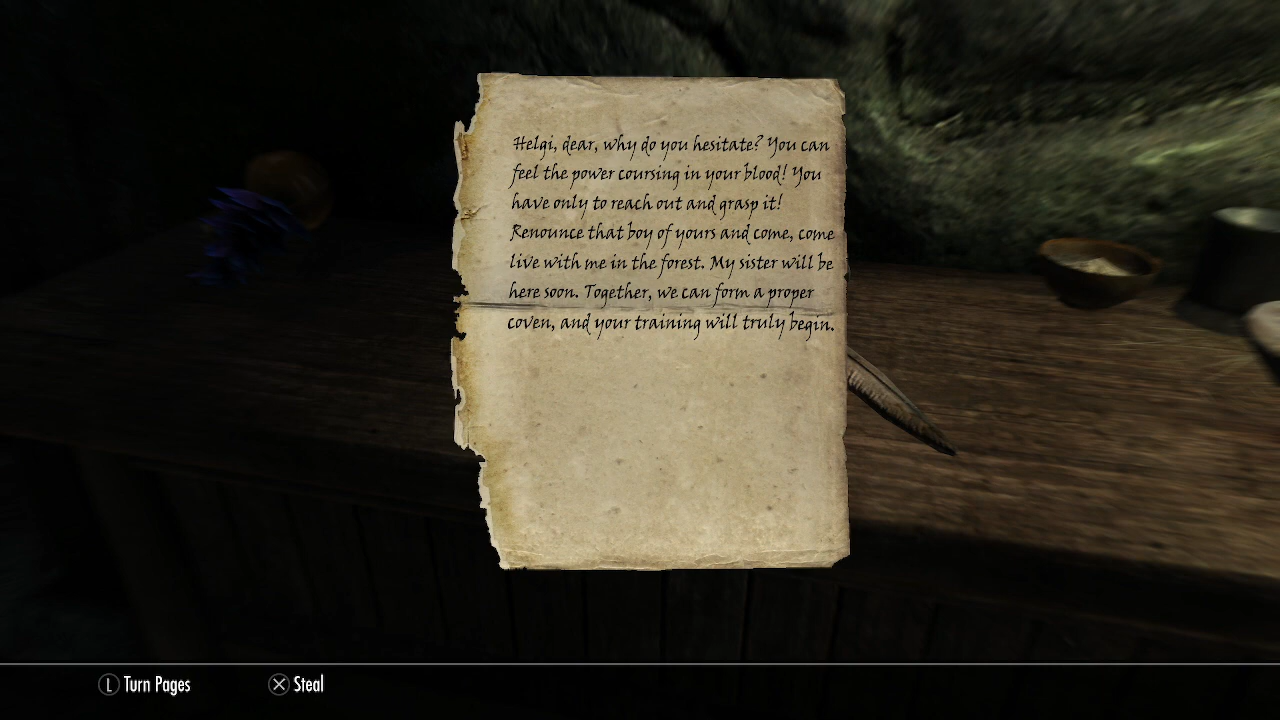 Helgi, dear, why do you hesitate? You can
feel the power coursing in your blood! You
have only to reach out and grasp it!
Renounce that boy of yours and come, come
live with me in the forest. My sister will be
here soon. Together, we can form a proper
coven, and your training will truly begin.
L Turn Pages
X Steal